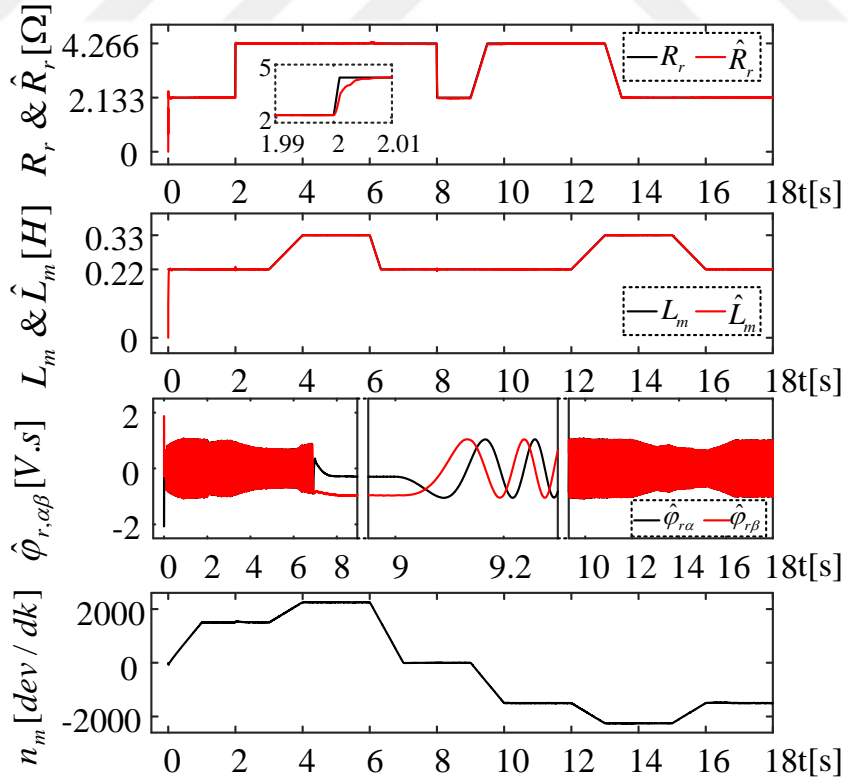 R_r & R̂_r [Ω]
4.266
2.133
0
R_r R̂_r
5
2
1.99 2 2.01
0 2 4 6 8 10 12 14 16 18t[s]
L_m & L̂_m [H]
0.33
0.22
0
L_m L̂_m
0 2 4 6 8 10 12 14 16 18t[s]
φ̂_{r,αβ} [V.s]
2
0
-2
φ̂_{rα} φ̂_{rβ}
0 2 4 6 8 9 9.2 10 12 14 16 18t[s]
n_m [dev / dk]
2000
0
-2000
0 2 4 6 8 10 12 14 16 18t[s]